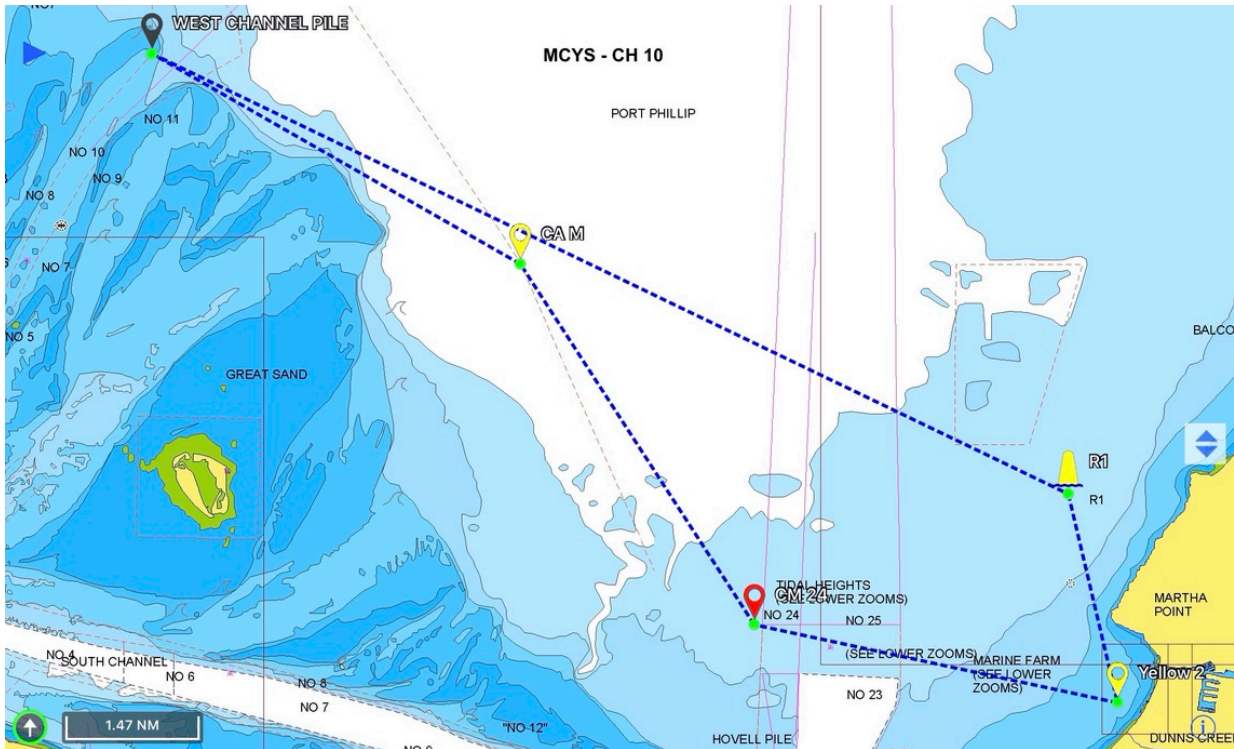 NO7
WEST CHANNEL PILE
MCYS - CH 10
PORT PHILLIP
NO 11
NO 10
NO 9
NO 8
CA M
NO 7
NO 5
BALCO
GREAT SAND
R1
R1
TIDAL HEIGHTS
(SEE LOWER ZOOMS)
CM 24
NO 24
NO 25
MARTHA
POINT
(SEE LOWER ZOOMS)
MARINE FARM
(SEE LOWER
ZOOMS)
Yellow 2
NO 4
SOUTH CHANNEL
NO 6
NO 8
NO 7
NO 23
"NO 12"
1.47 NM
HOVELL PILE
DUNNS CREE